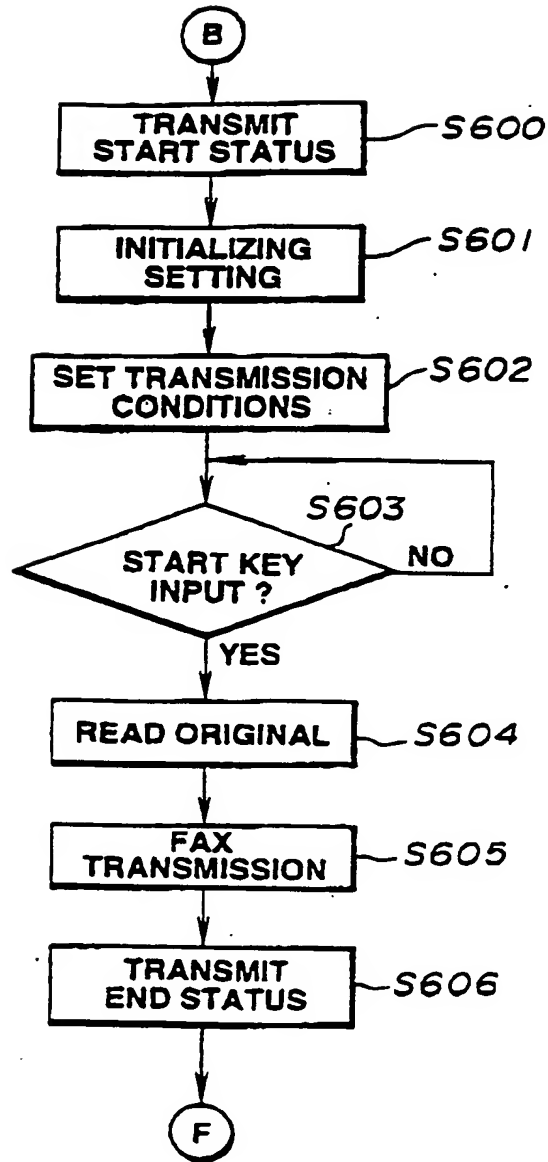 B
TRANSMIT
START STATUS
S600
INITIALIZING
SETTING
S601
SET TRANSMISSION
CONDITIONS
S602
S603
START KEY
INPUT ?
NO
YES
READ ORIGINAL
S604
FAX
TRANSMISSION
S605
TRANSMIT
END STATUS
S606
F